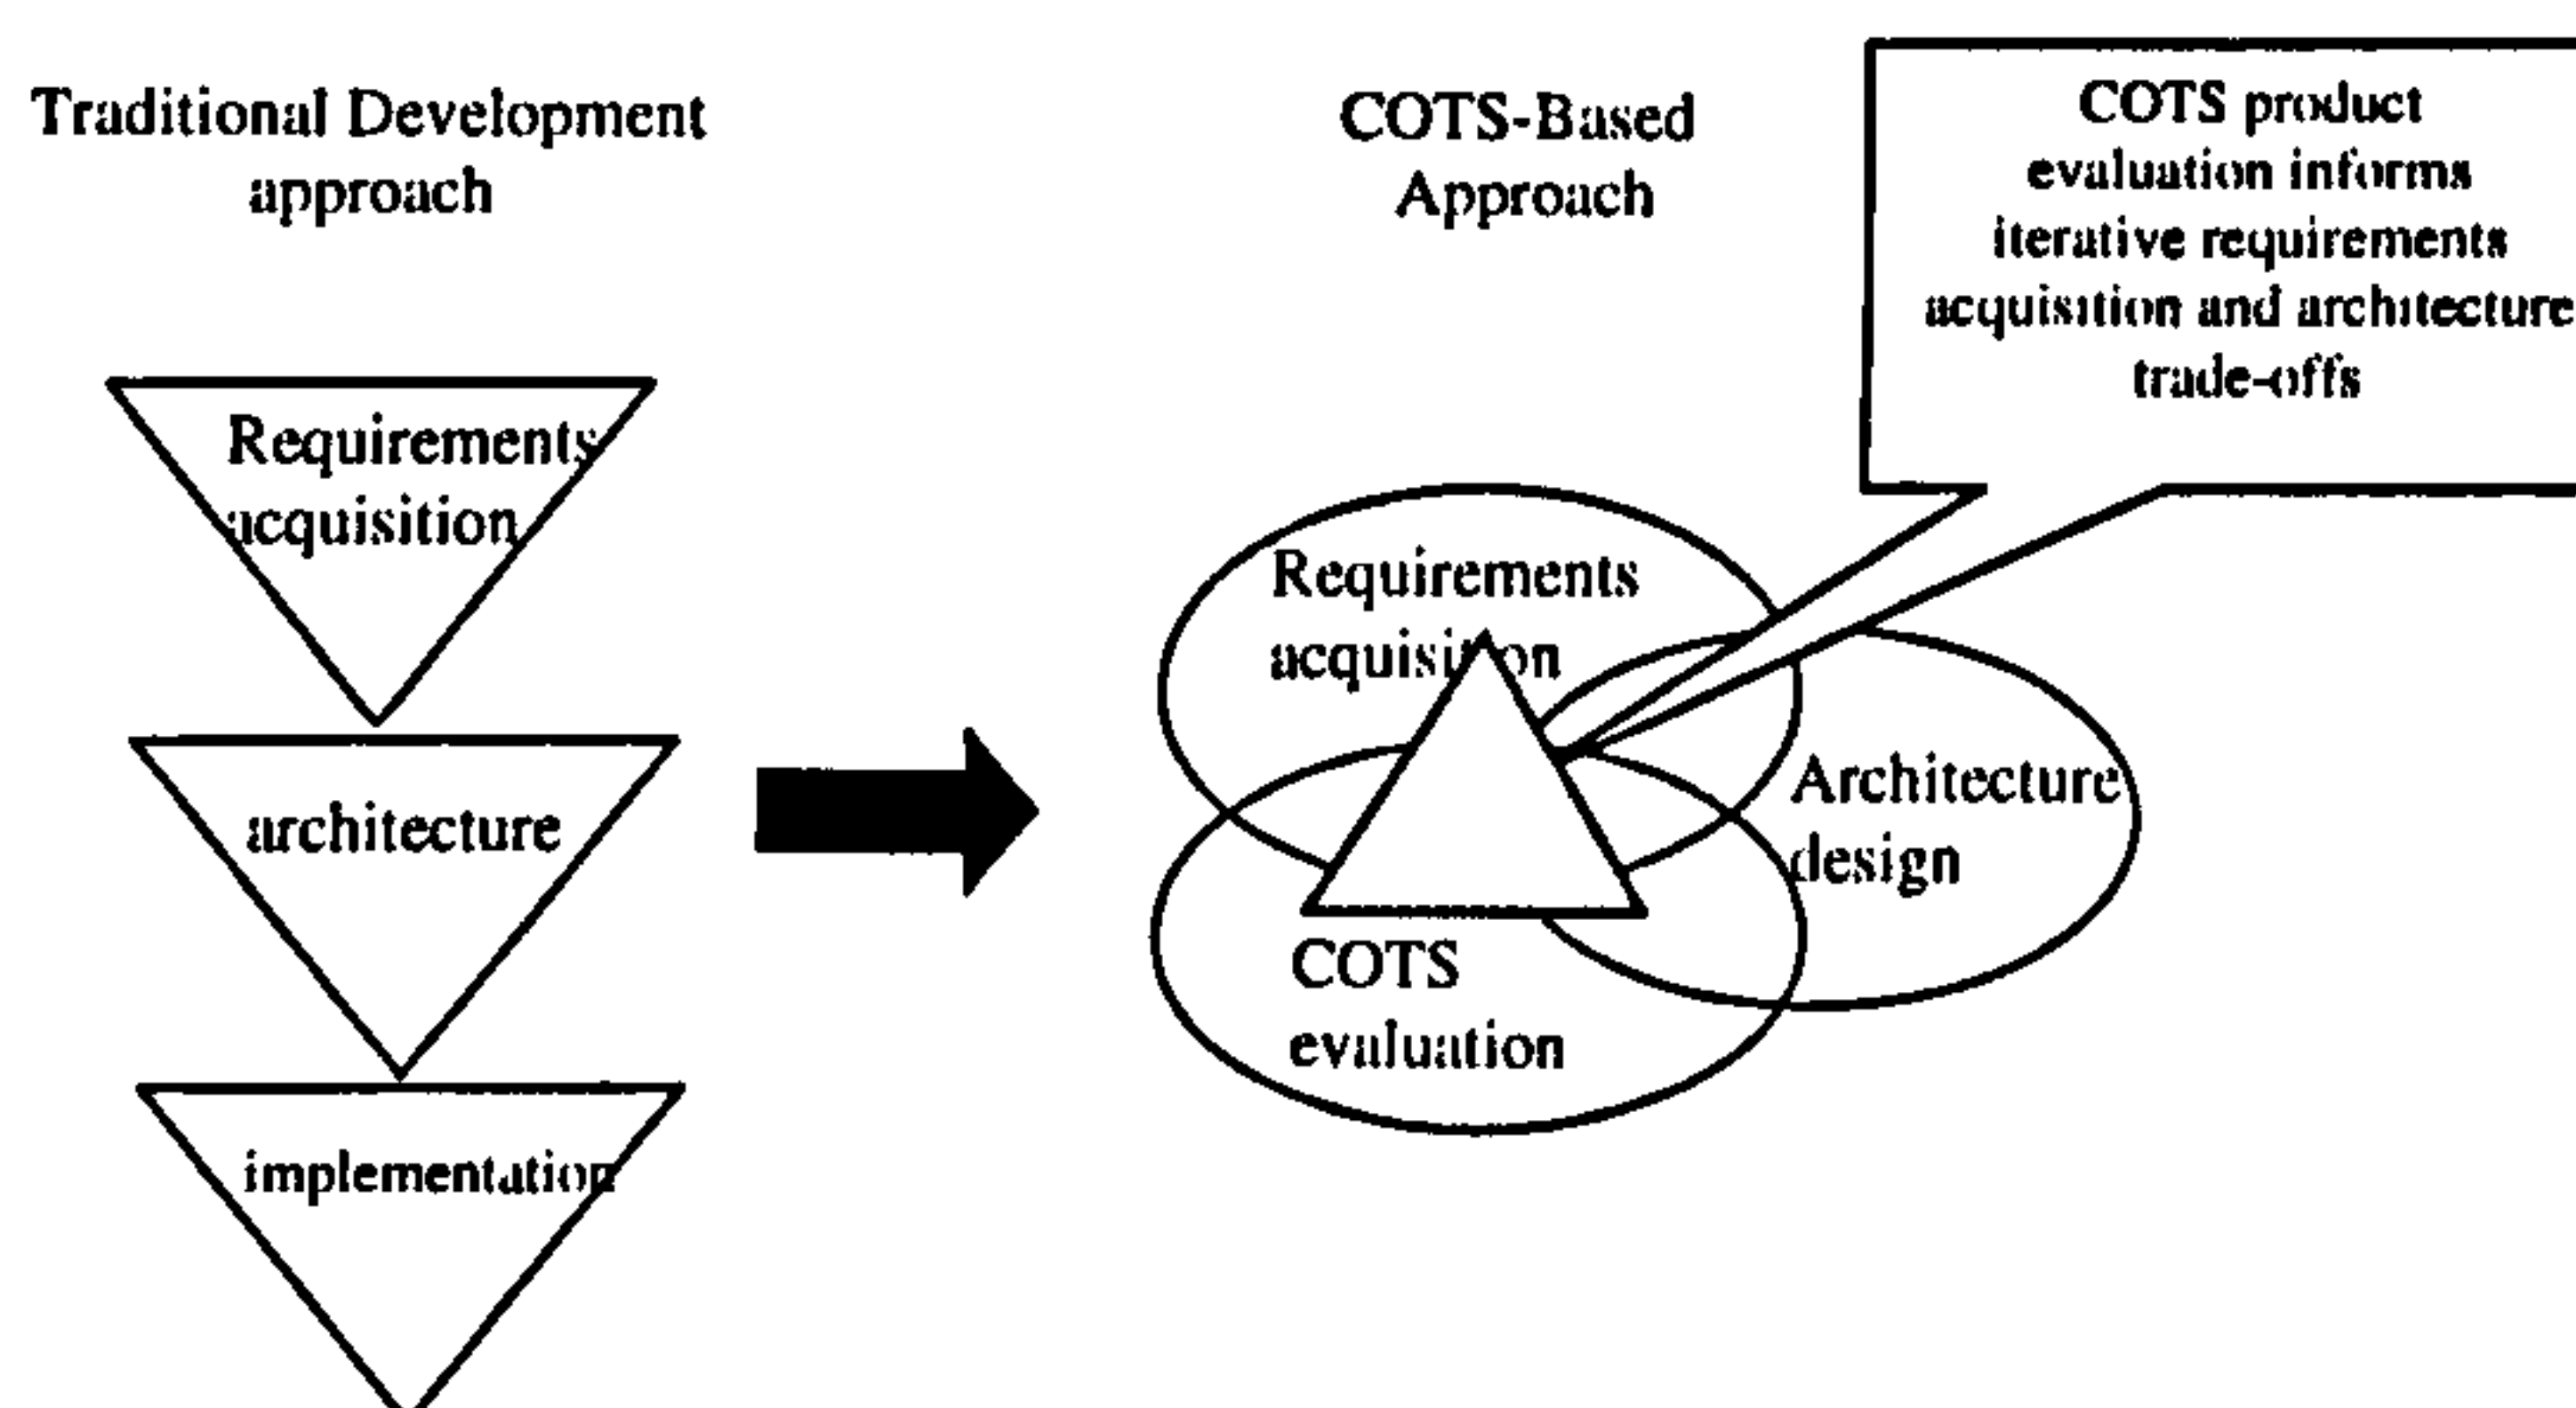 Traditional Development
approach
Requirements
acquisition
architecture
implementation
COTS-Based
Approach
COTS product
evaluation informs
iterative requirements
acquisition and architecture
trade-offs
Requirements
acquisition
Architecture
design
COTS
evaluation